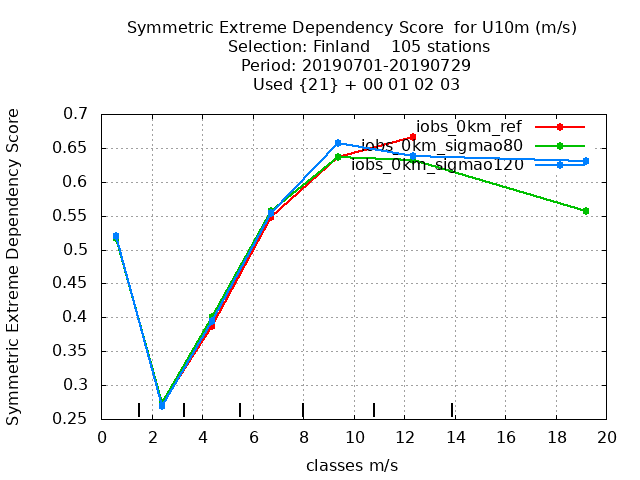 Symmetric Extreme Dependency Score  for U10m (m/s)
Selection: Finland    105 stations
Period: 20190701-20190729
Used {21} + 00 01 02 03
iobs_0km_ref
iobs_0km_sigmao80
iobs_0km_sigmao120
Symmetric Extreme Dependency Score
0.7
0.65
0.6
0.55
0.5
0.45
0.4
0.35
0.3
0.25
0 2 4 6 8 10 12 14 16 18 20
classes m/s